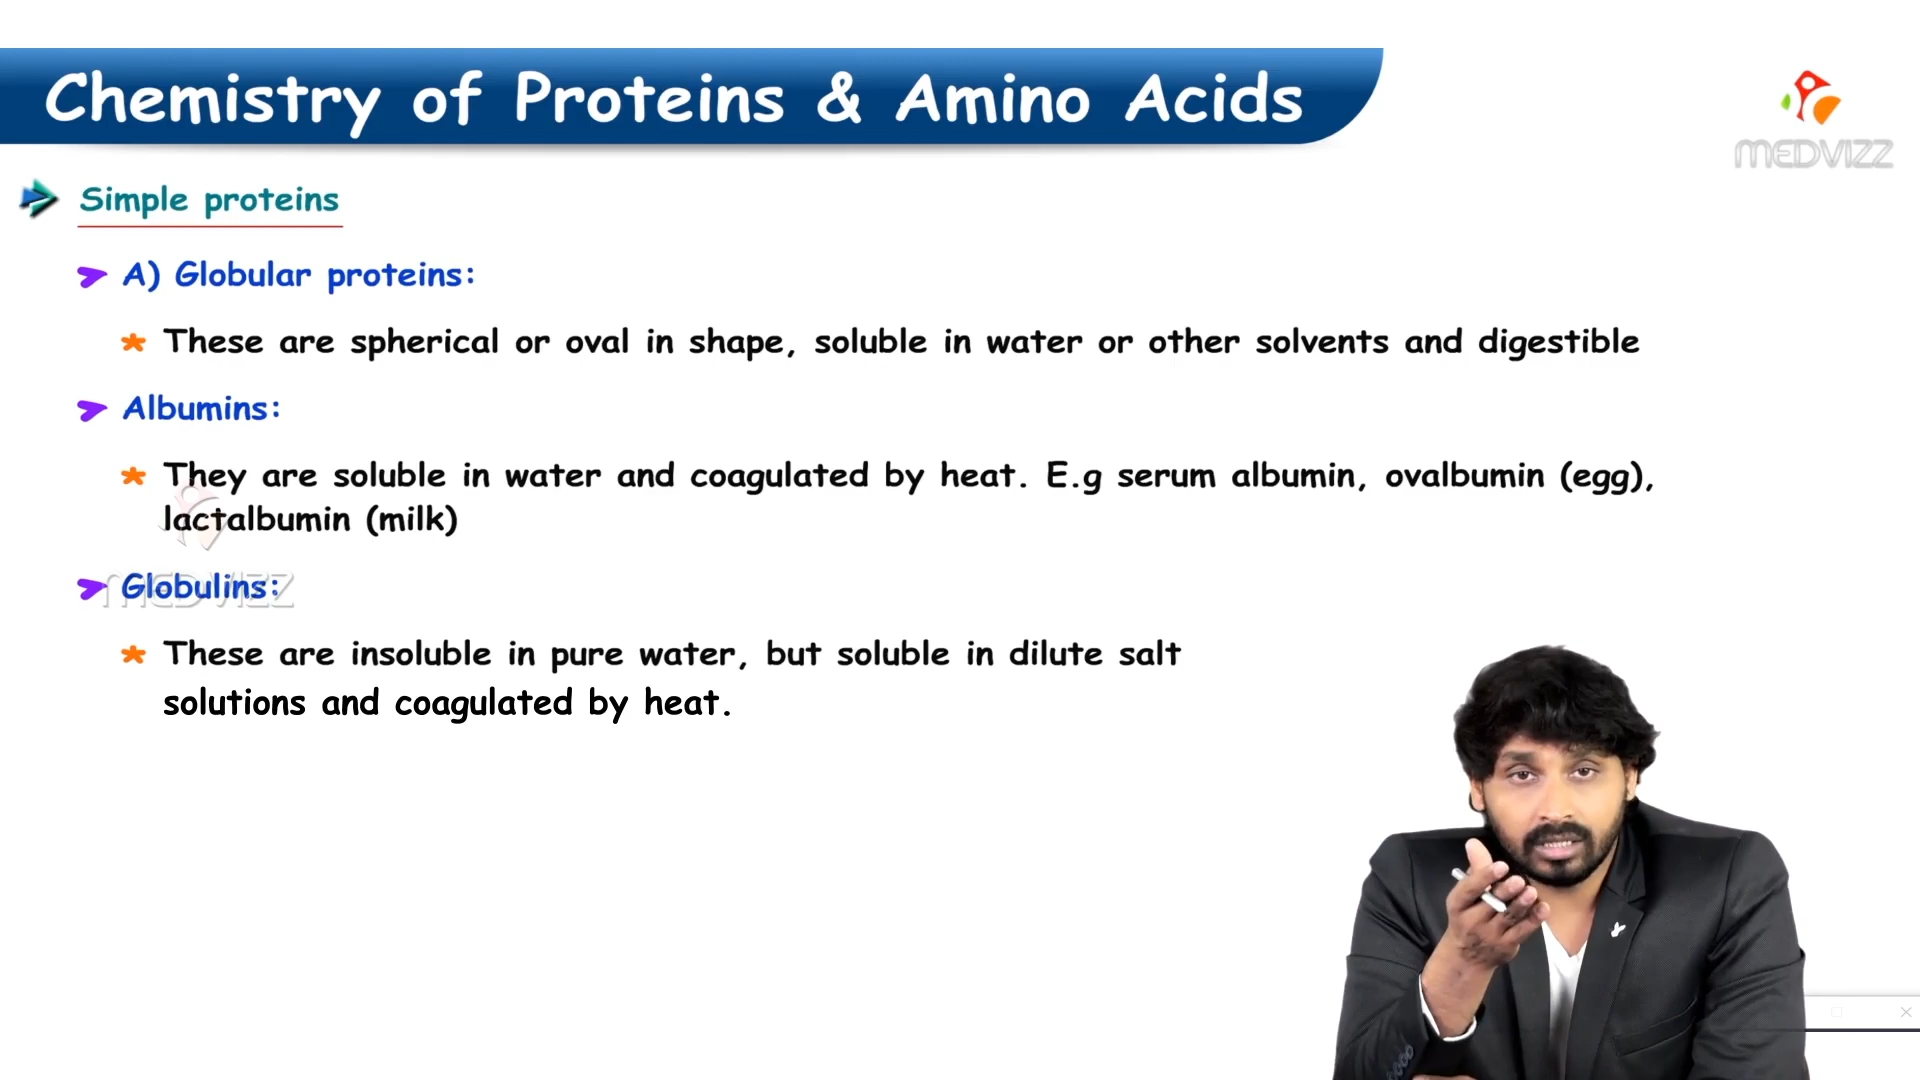 Chemistry of Proteins & Amino Acids
MEDVIZZ
Simple proteins
A) Globular proteins:
These are spherical or oval in shape, soluble in water or other solvents and digestible
Albumins:
They are soluble in water and coagulated by heat. E.g serum albumin, ovalbumin (egg),
lactalbumin (milk)
MEDVIZZ
Globulins:
These are insoluble in pure water, but soluble in dilute salt
solutions and coagulated by heat.